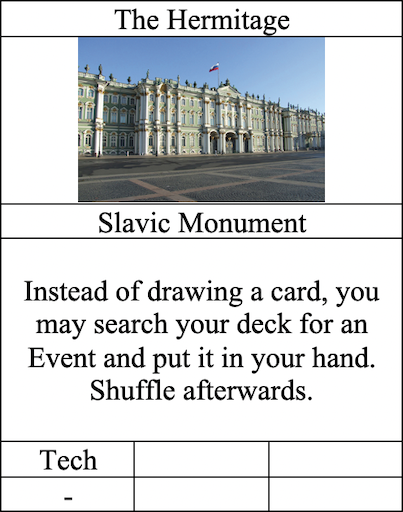 The Hermitage
Slavic Monument
Instead of drawing a card, you
may search your deck for an
Event and put it in your hand.
Shuffle afterwards.
Tech
-